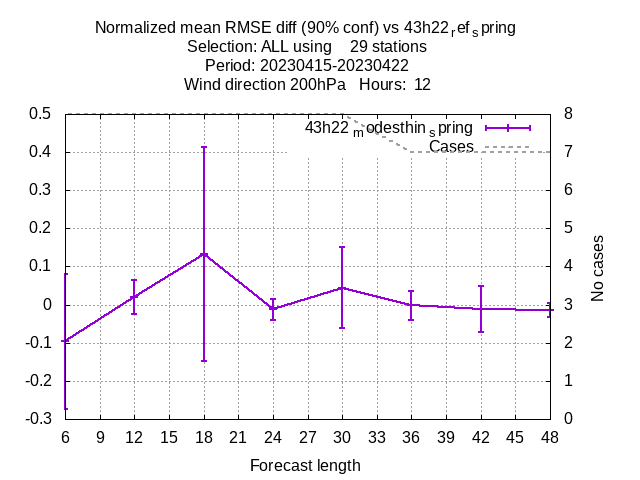 Normalized mean RMSE diff (90% conf) vs 43h22refspring
Selection: ALL using 29 stations
Period: 20230415-20230422
Wind direction 200hPa Hours: 12
43h22modesthinspring
Cases
0.5
0.4
0.3
0.2
0.1
0
-0.1
-0.2
-0.3
8
7
6
5
4
3
2
1
0
No cases
6 9 12 15 18 21 24 27 30 33 36 39 42 45 48
Forecast length